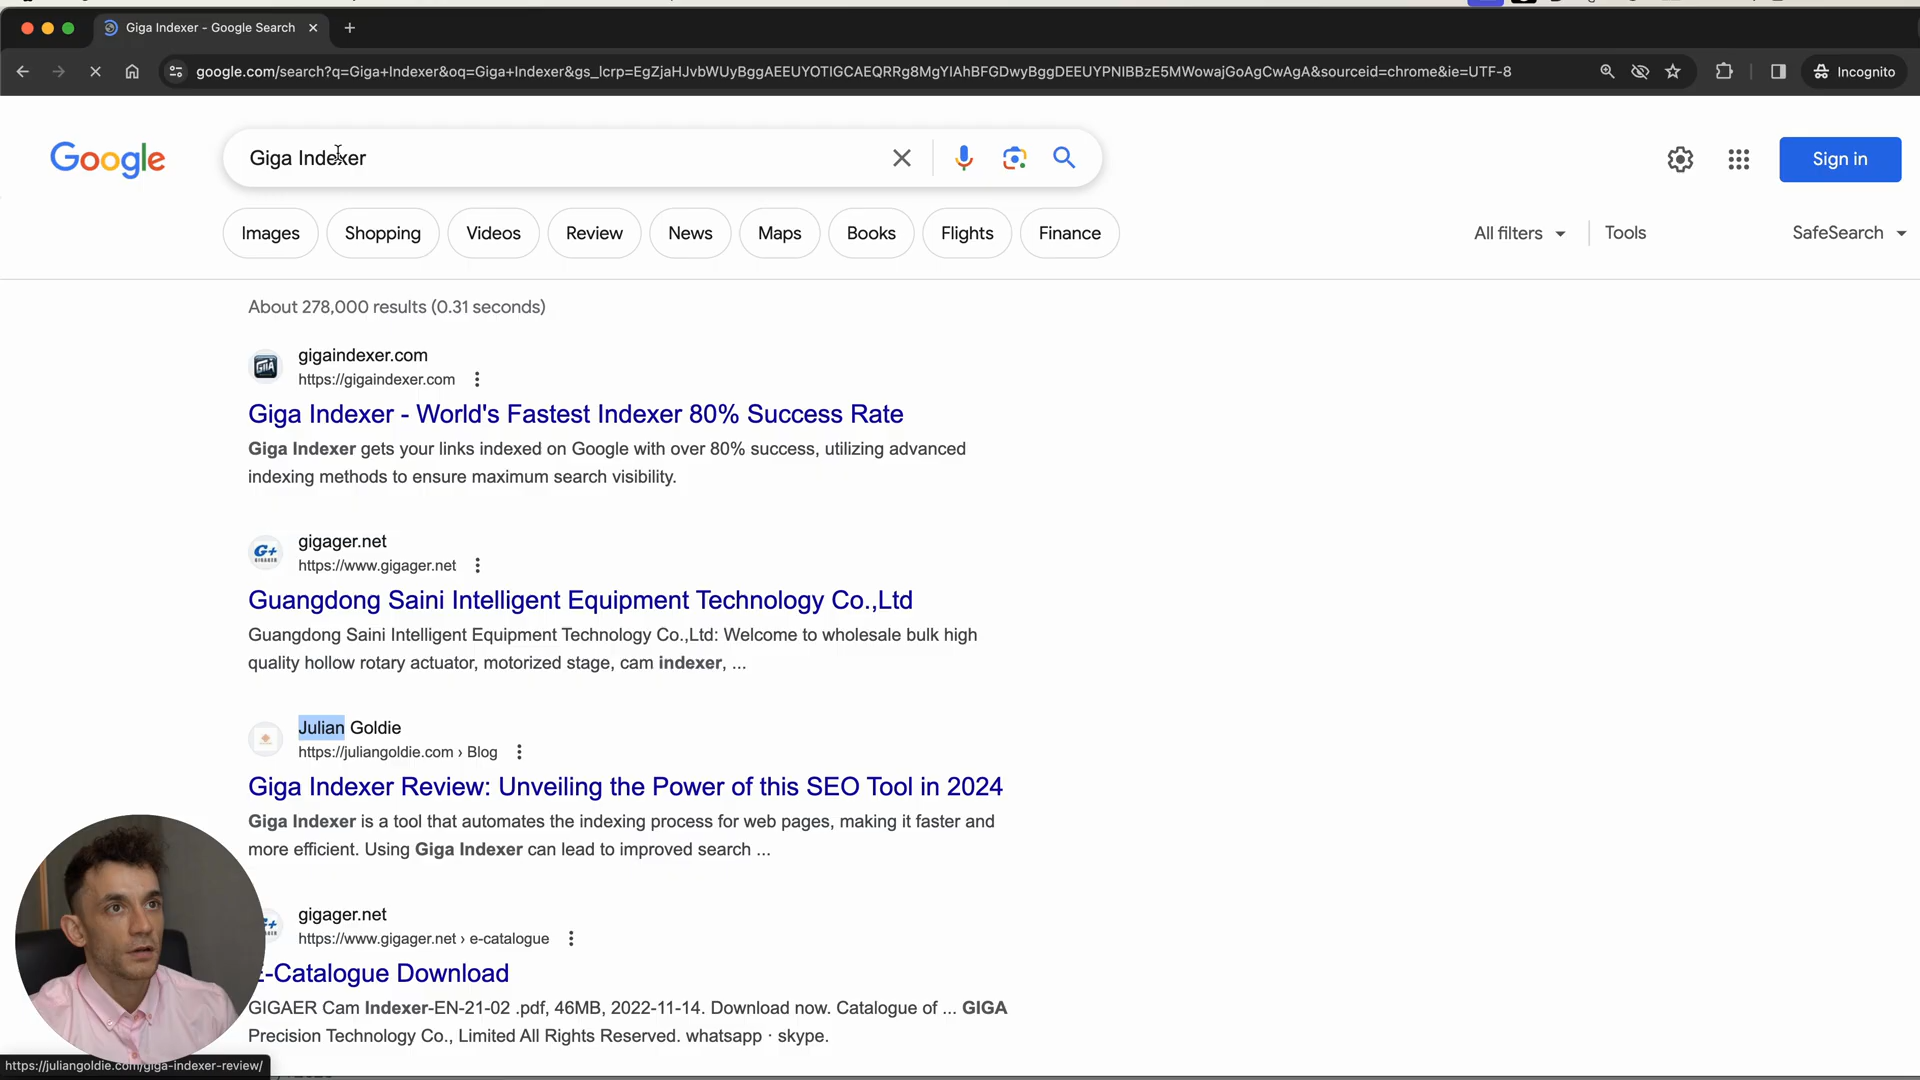 Giga Indexer - Google Search
google.com/search?q=Giga+Indexer&oq=Giga+Indexer&gs_lcrp=EgZjaHJvbWUyBggAEEUYOTIGCAEQRRg8MgYIAhBFGDwyBggDEEUYPNIBBzE5MWowajGoAgCwAgA&sourceid=chrome&ie=UTF-8
Incognito
Google
Giga Indexer
Sign in
Images
Shopping
Videos
Review
News
Maps
Books
Flights
Finance
All filters
Tools
SafeSearch
About 278,000 results (0.31 seconds)
gigaindexer.com
https://gigaindexer.com
Giga Indexer - World's Fastest Indexer 80% Success Rate
Giga Indexer gets your links indexed on Google with over 80% success, utilizing advanced
indexing methods to ensure maximum search visibility.
G+
gigager.net
https://www.gigager.net
Guangdong Saini Intelligent Equipment Technology Co.,Ltd
Guangdong Saini Intelligent Equipment Technology Co.,Ltd: Welcome to wholesale bulk high
quality hollow rotary actuator, motorized stage, cam indexer, ...
Julian Goldie
https://juliangoldie.com › Blog
Giga Indexer Review: Unveiling the Power of this SEO Tool in 2024
Giga Indexer is a tool that automates the indexing process for web pages, making it faster and
more efficient. Using Giga Indexer can lead to improved search ...
gigager.net
https://www.gigager.net › e-catalogue
E-Catalogue Download
GIGAER Cam Indexer-EN-21-02 .pdf, 46MB, 2022-11-14. Download now. Catalogue of ... GIGA
Precision Technology Co., Limited All Rights Reserved. whatsapp · skype.
https://juliangoldie.com/giga-indexer-review/